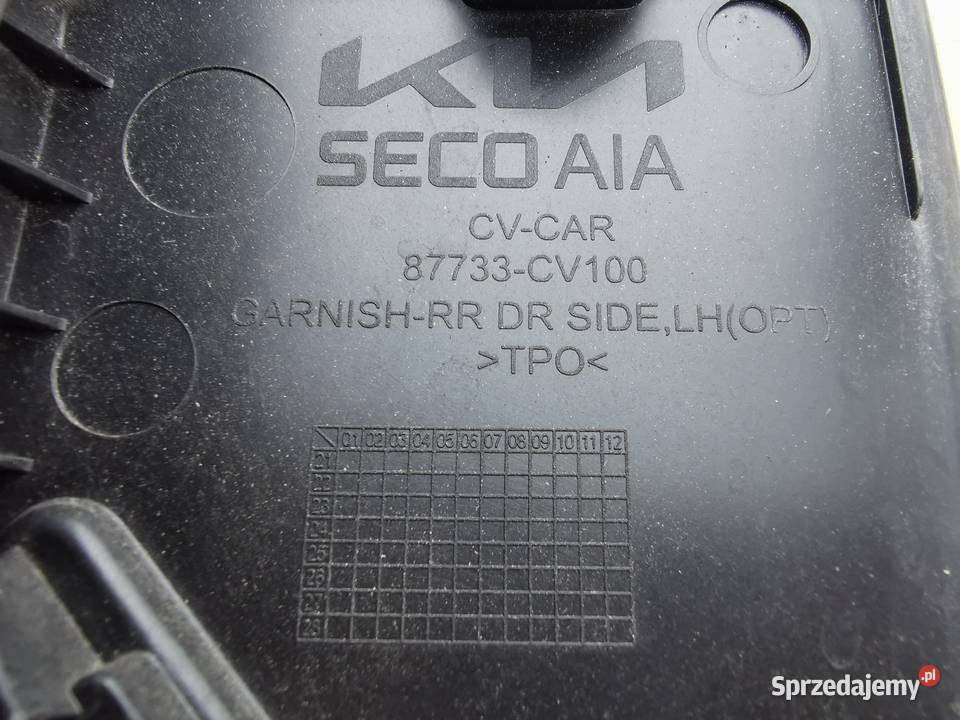 KIA
SECO AIA
CV-CAR
87733-CV100
GARNISH-RR DR SIDE,LH(OPT)
>TPO<
01 02 03 04 05 06 07 08 09 10 11 12
21
22
23
24
25
26
27
28
Sprzedajemy.pl